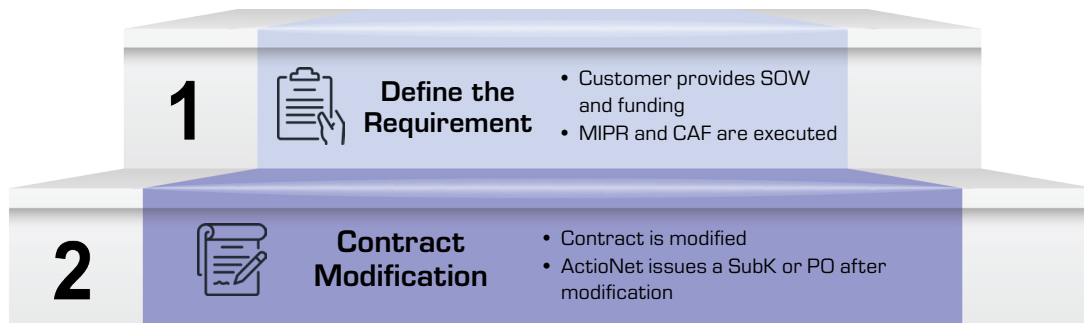 1
Define the
Requirement
• Customer provides SOW
and funding
• MIPR and CAF are executed
2
Contract
Modification
• Contract is modified
• ActioNet issues a SubK or PO after
modification